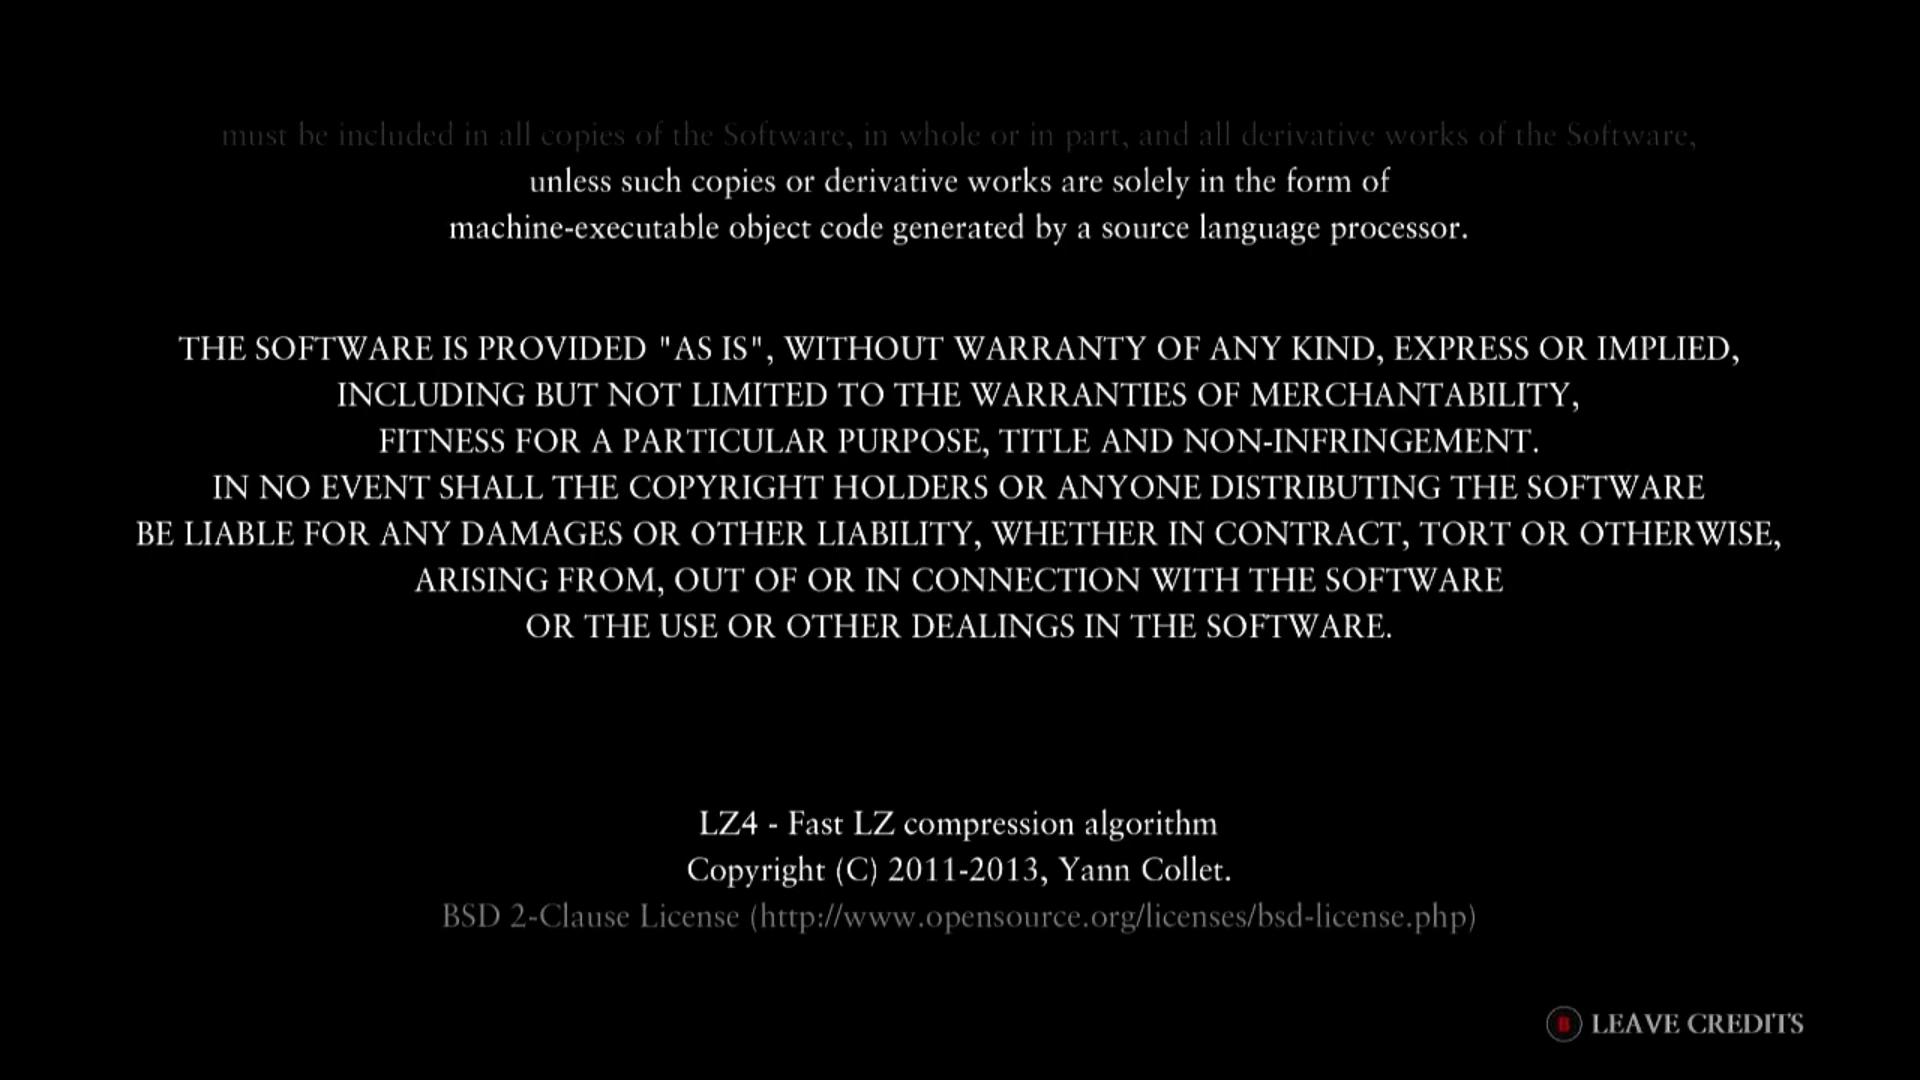 must be included in all copies of the Software, in whole or in part, and all derivative works of the Software,
unless such copies or derivative works are solely in the form of
machine-executable object code generated by a source language processor.
THE SOFTWARE IS PROVIDED "AS IS", WITHOUT WARRANTY OF ANY KIND, EXPRESS OR IMPLIED,
INCLUDING BUT NOT LIMITED TO THE WARRANTIES OF MERCHANTABILITY,
FITNESS FOR A PARTICULAR PURPOSE, TITLE AND NON-INFRINGEMENT.
IN NO EVENT SHALL THE COPYRIGHT HOLDERS OR ANYONE DISTRIBUTING THE SOFTWARE
BE LIABLE FOR ANY DAMAGES OR OTHER LIABILITY, WHETHER IN CONTRACT, TORT OR OTHERWISE,
ARISING FROM, OUT OF OR IN CONNECTION WITH THE SOFTWARE
OR THE USE OR OTHER DEALINGS IN THE SOFTWARE.
LZ4 - Fast LZ compression algorithm
Copyright (C) 2011-2013, Yann Collet.
BSD 2-Clause License (http://www.opensource.org/licenses/bsd-license.php)
B LEAVE CREDITS